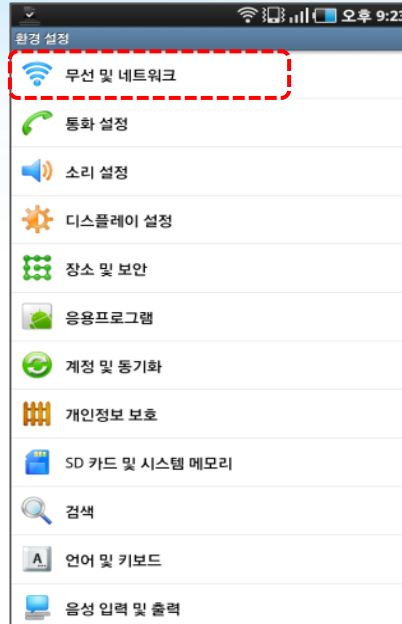 오후 9:23
환경 설정
무선 및 네트워크
통화 설정
소리 설정
디스플레이 설정
장소 및 보안
응용프로그램
계정 및 동기화
개인정보 보호
SD 카드 및 시스템 메모리
검색
A
언어 및 키보드
음성 입력 및 출력